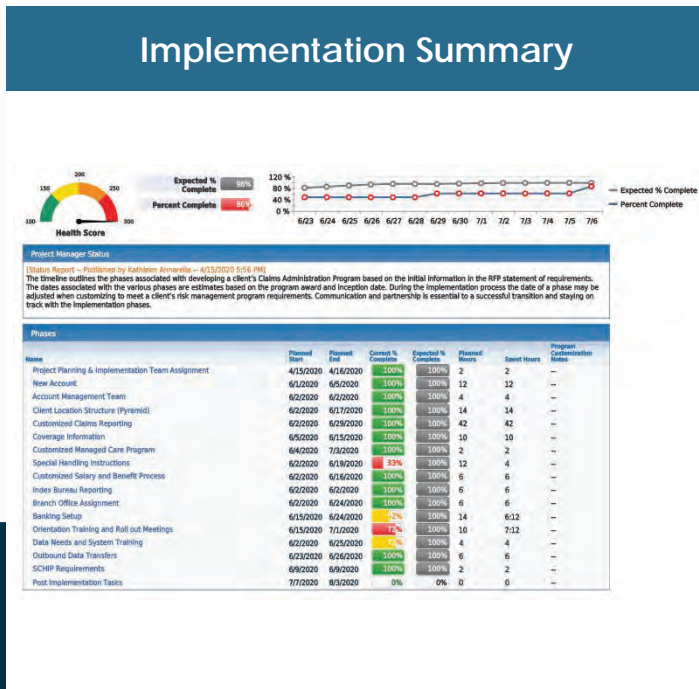 Implementation Summary
100
150
200
250
300
Health Score
Expected % Complete 98%
Percent Complete 86%
120 %
80 %
40 %
0 %
6/23 6/24 6/25 6/26 6/27 6/28 6/29 6/30 7/1 7/2 7/3 7/4 7/5 7/6
Expected % Complete
Percent Complete
Project Manager Status
[Status Report -- Published by Kathleen Annarella -- 4/15/2020 5:56 PM]
The timeline outlines the phases associated with developing a client's Claims Administration Program based on the initial information in the RFP statement of requirements.
The dates associated with the various phases are estimates based on the program award and inception date. During the implementation process the date of a phase may be
adjusted when customizing to meet a client's risk management program requirements. Communication and partnership is essential to a successful transition and staying on
track with the implementation phases.
Phases
Name Planned Start Planned End Current % Complete Expected % Complete Planned Hours Spent Hours Program Customization Notes
Project Planning & Implementation Team Assignment 4/15/2020 4/16/2020 100% 100% 2 2 --
New Account 6/1/2020 6/5/2020 100% 100% 12 12 --
Account Management Team 6/2/2020 6/2/2020 100% 100% 4 4 --
Client Location Structure (Pyramid) 6/2/2020 6/17/2020 100% 100% 14 14 --
Customized Claims Reporting 6/2/2020 6/29/2020 100% 100% 42 42 --
Coverage Information 6/5/2020 6/15/2020 100% 100% 10 10 --
Customized Managed Care Program 6/4/2020 7/3/2020 100% 100% 2 2 --
Special Handling Instructions 6/2/2020 6/19/2020 33% 100% 12 4 --
Customized Salary and Benefit Process 6/2/2020 6/16/2020 100% 100% 6 6 --
Index Bureau Reporting 6/2/2020 6/2/2020 100% 100% 6 6 --
Branch Office Assignment 6/2/2020 6/24/2020 100% 100% 6 6 --
Banking Setup 6/15/2020 6/24/2020 100% 14 6:12 --
Orientation Training and Roll out Meetings 6/15/2020 7/1/2020 72% 100% 10 7:12 --
Data Needs and System Training 6/2/2020 6/25/2020 100% 4 4 --
Outbound Data Transfers 6/23/2020 6/26/2020 100% 100% 6 6 --
SCHIP Requirements 6/9/2020 6/9/2020 100% 100% 2 2 --
Post Implementation Tasks 7/7/2020 8/3/2020 0% 0% 0 0 --